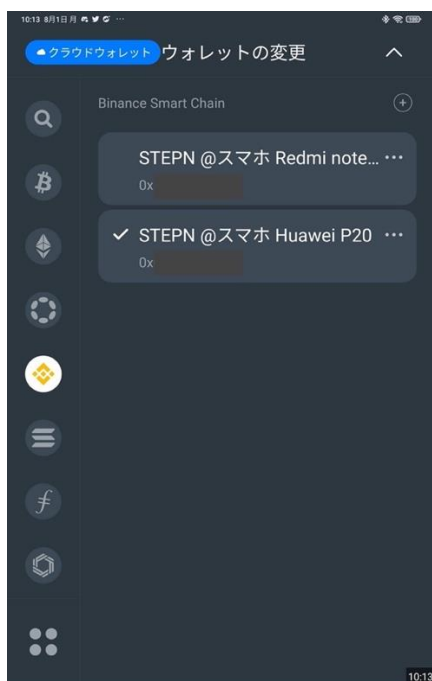 10:13 8月1日月
クラウドウォレット ウォレットの変更
Binance Smart Chain
STEPN @スマホ Redmi note...
0x
STEPN @スマホ Huawei P20
0x
10:13